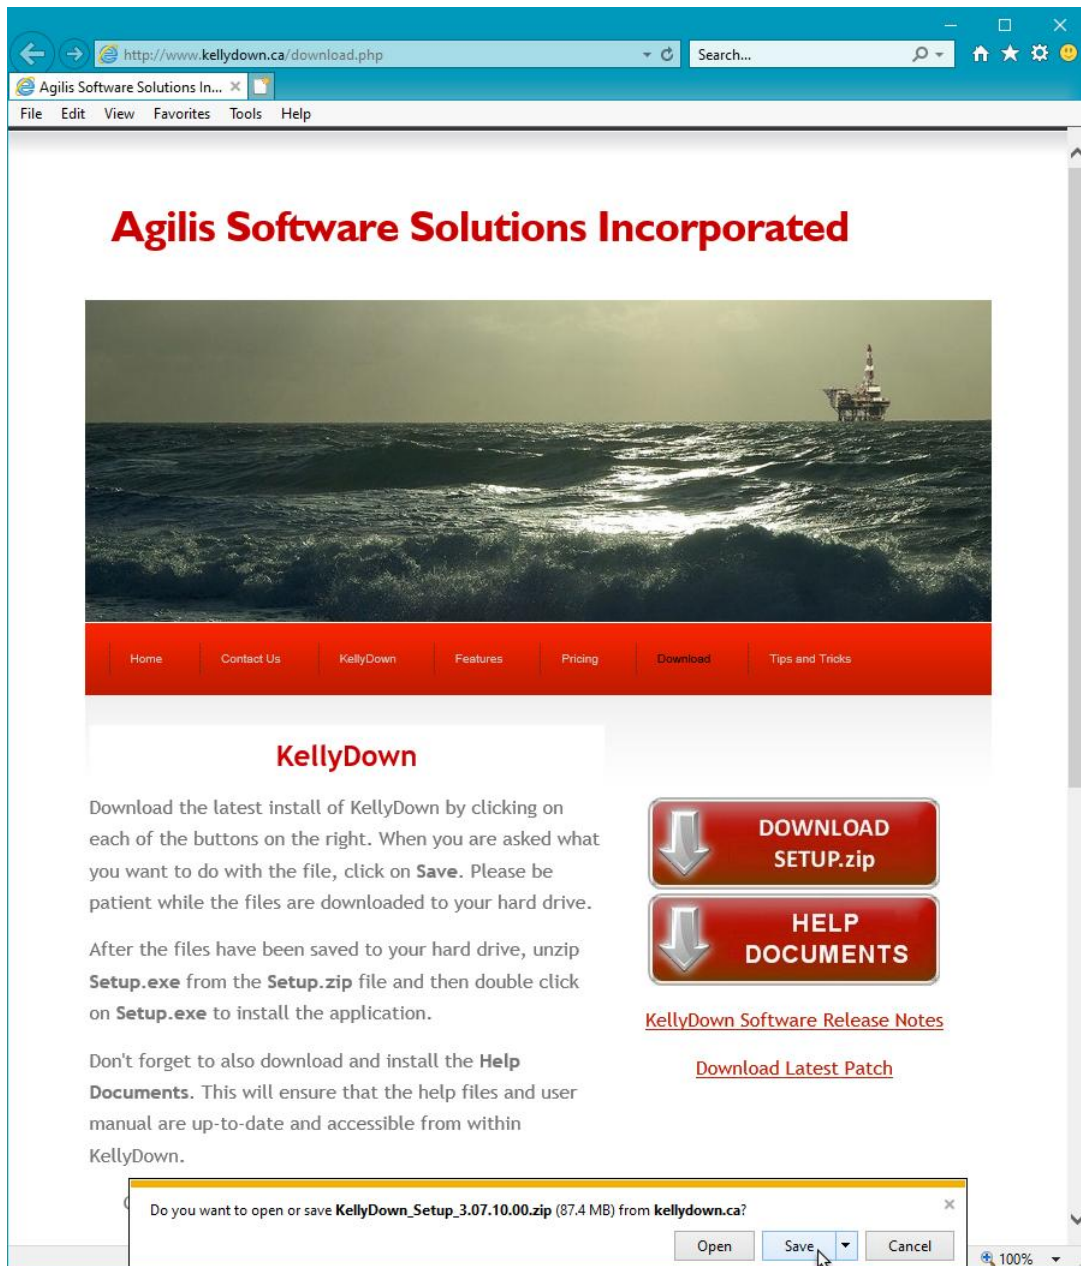 http://www.kellydown.ca/download.php
Search...
Agilis Software Solutions In...
File Edit View Favorites Tools Help
Agilis Software Solutions Incorporated
Home Contact Us KellyDown Features Pricing Download Tips and Tricks
KellyDown
Download the latest install of KellyDown by clicking on
each of the buttons on the right. When you are asked what
you want to do with the file, click on Save. Please be
patient while the files are downloaded to your hard drive.
After the files have been saved to your hard drive, unzip
Setup.exe from the Setup.zip file and then double click
on Setup.exe to install the application.
Don't forget to also download and install the Help
Documents. This will ensure that the help files and user
manual are up-to-date and accessible from within
KellyDown.
DOWNLOAD
SETUP.zip
HELP
DOCUMENTS
KellyDown Software Release Notes
Download Latest Patch
Do you want to open or save KellyDown_Setup_3.07.10.00.zip (87.4 MB) from kellydown.ca?
Open Save Cancel
100%